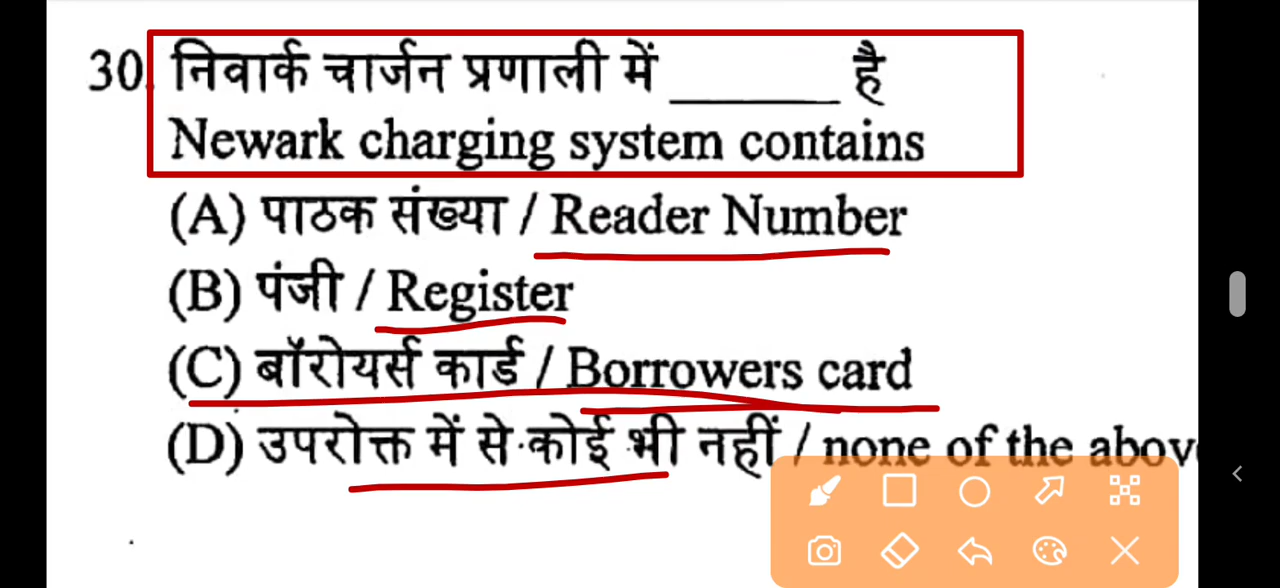 30. निवार्क चार्जन प्रणाली में ______ है
Newark charging system contains
(A) पाठक संख्या / Reader Number
(B) पंजी / Register
(C) बॉरोयर्स कार्ड / Borrowers card
(D) उपरोक्त में से कोई भी नहीं / none of the abov